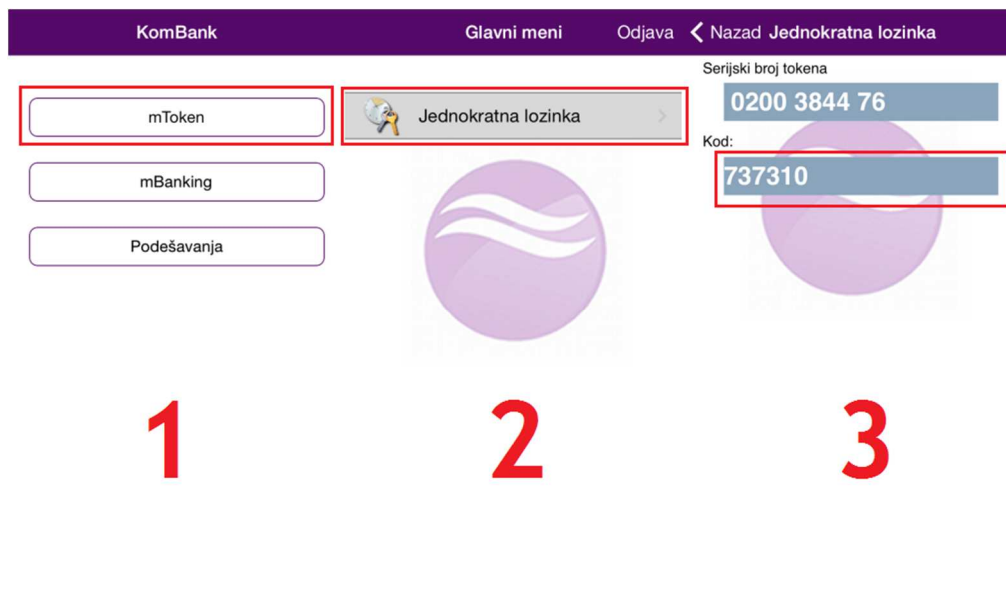 KomBank
mToken
mBanking
Podešavanja
1
Glavni meni Odjava
Jednokratna lozinka
2
Nazad Jednokratna lozinka
Serijski broj tokena
0200 3844 76
Kod:
737310
3